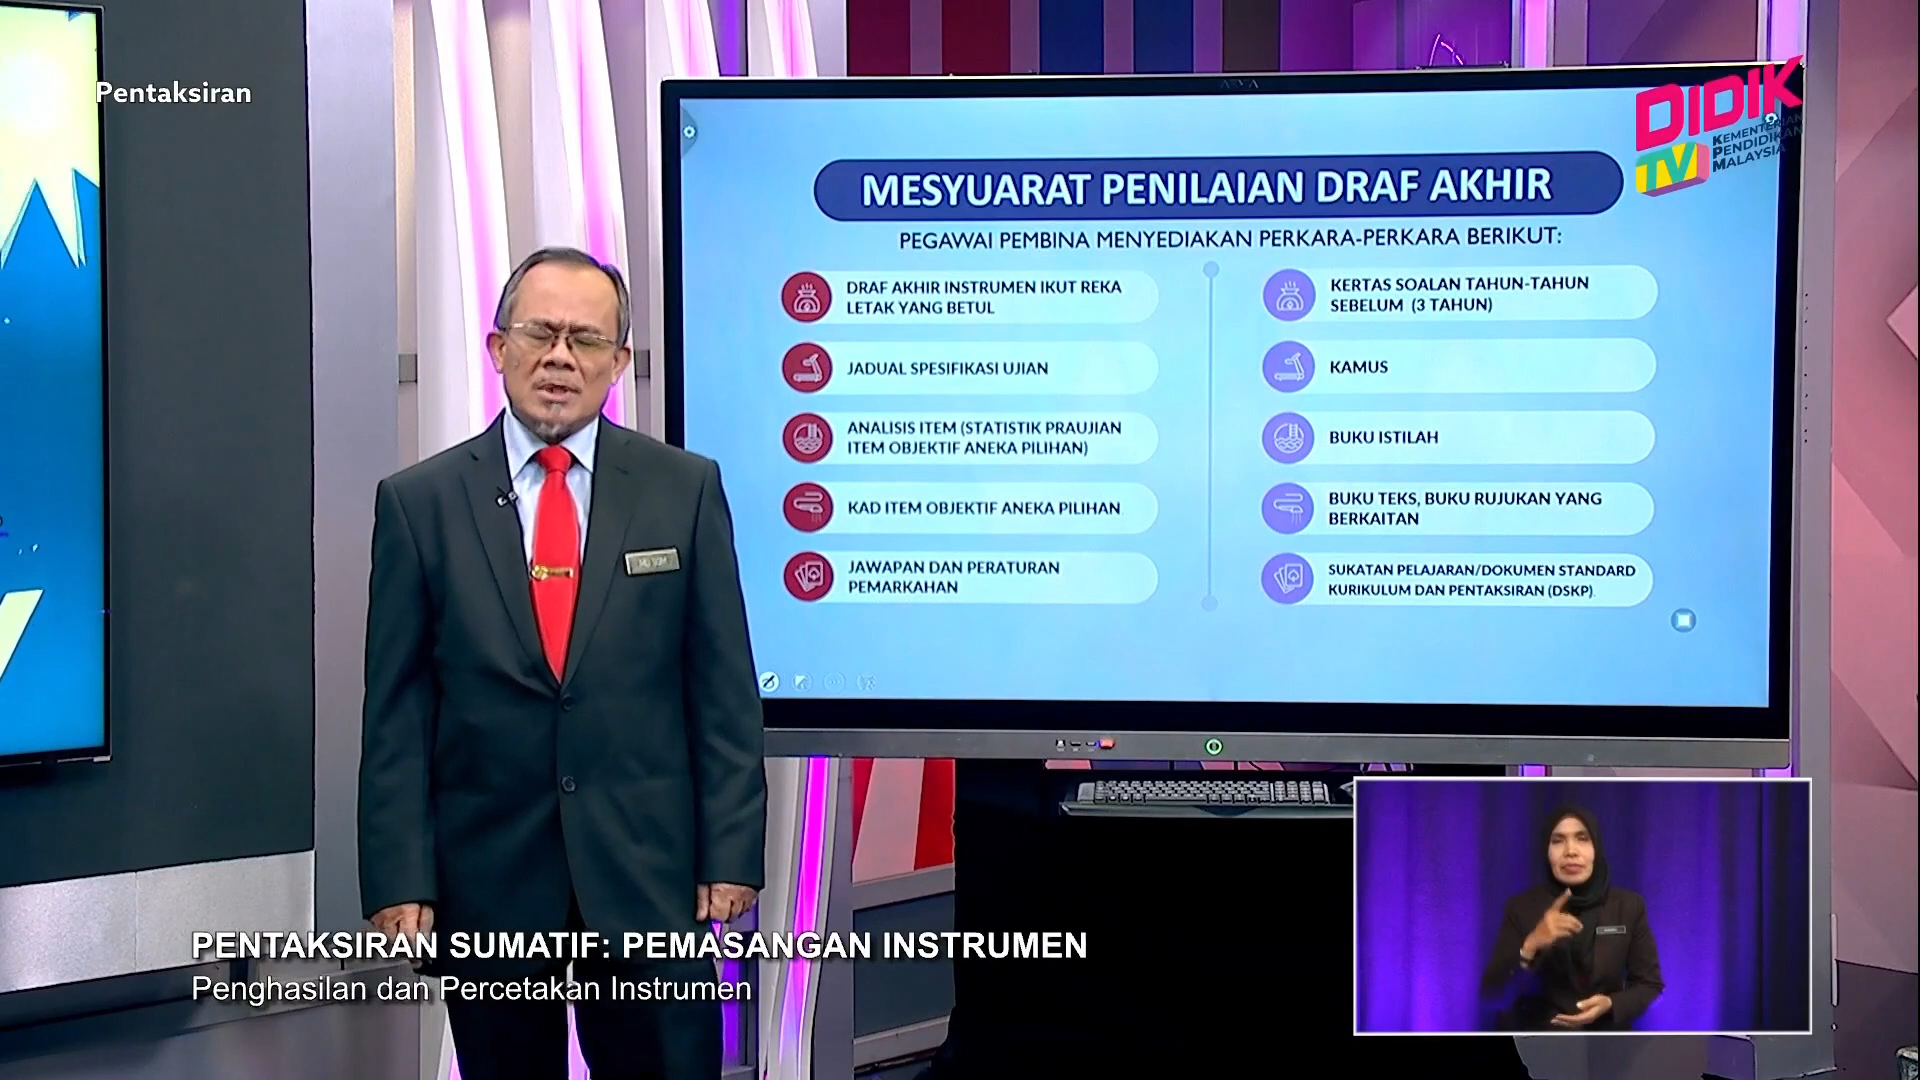 Pentaksiran
DIDIK
TV
KEMENTERIAN
PENDIDIKAN
MALAYSIA
MESYUARAT PENILAIAN DRAF AKHIR
PEGAWAI PEMBINA MENYEDIAKAN PERKARA-PERKARA BERIKUT:
DRAF AKHIR INSTRUMEN IKUT REKA
LETAK YANG BETUL
JADUAL SPESIFIKASI UJIAN
ANALISIS ITEM (STATISTIK PRAUJIAN
ITEM OBJEKTIF ANEKA PILIHAN)
KAD ITEM OBJEKTIF ANEKA PILIHAN
JAWAPAN DAN PERATURAN
PEMARKAHAN
KERTAS SOALAN TAHUN-TAHUN
SEBELUM (3 TAHUN)
KAMUS
BUKU ISTILAH
BUKU TEKS, BUKU RUJUKAN YANG
BERKAITAN
SUKATAN PELAJARAN/DOKUMEN STANDARD
KURIKULUM DAN PENTAKSIRAN (DSKP)
PENTAKSIRAN SUMATIF: PEMASANGAN INSTRUMEN
Penghasilan dan Percetakan Instrumen